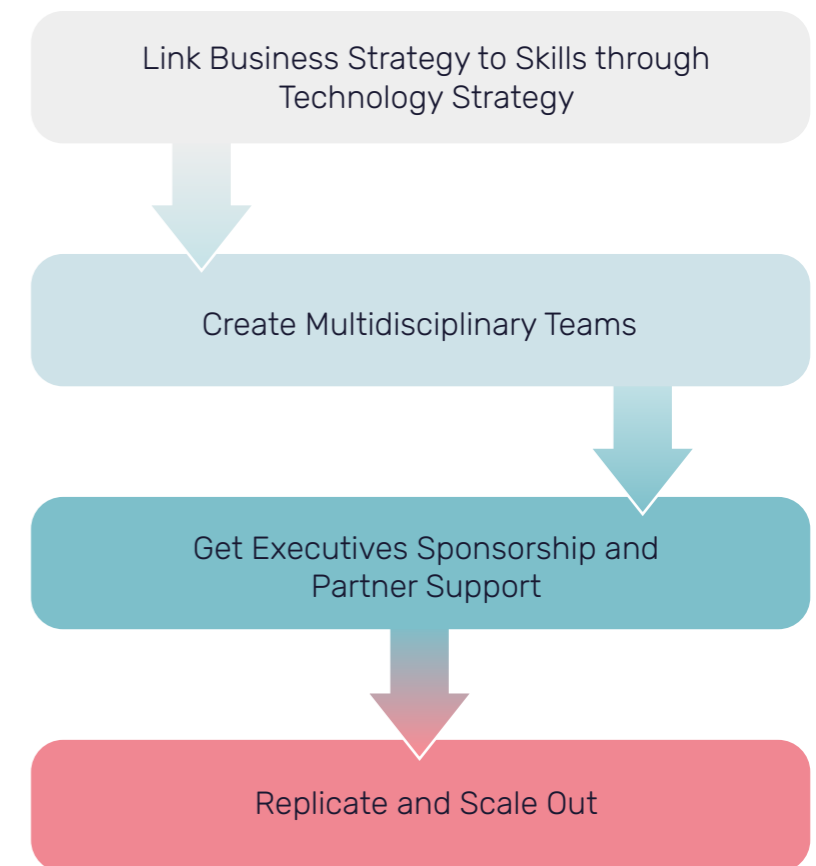 Link Business Strategy to Skills through
Technology Strategy
Create Multidisciplinary Teams
Get Executives Sponsorship and
Partner Support
Replicate and Scale Out